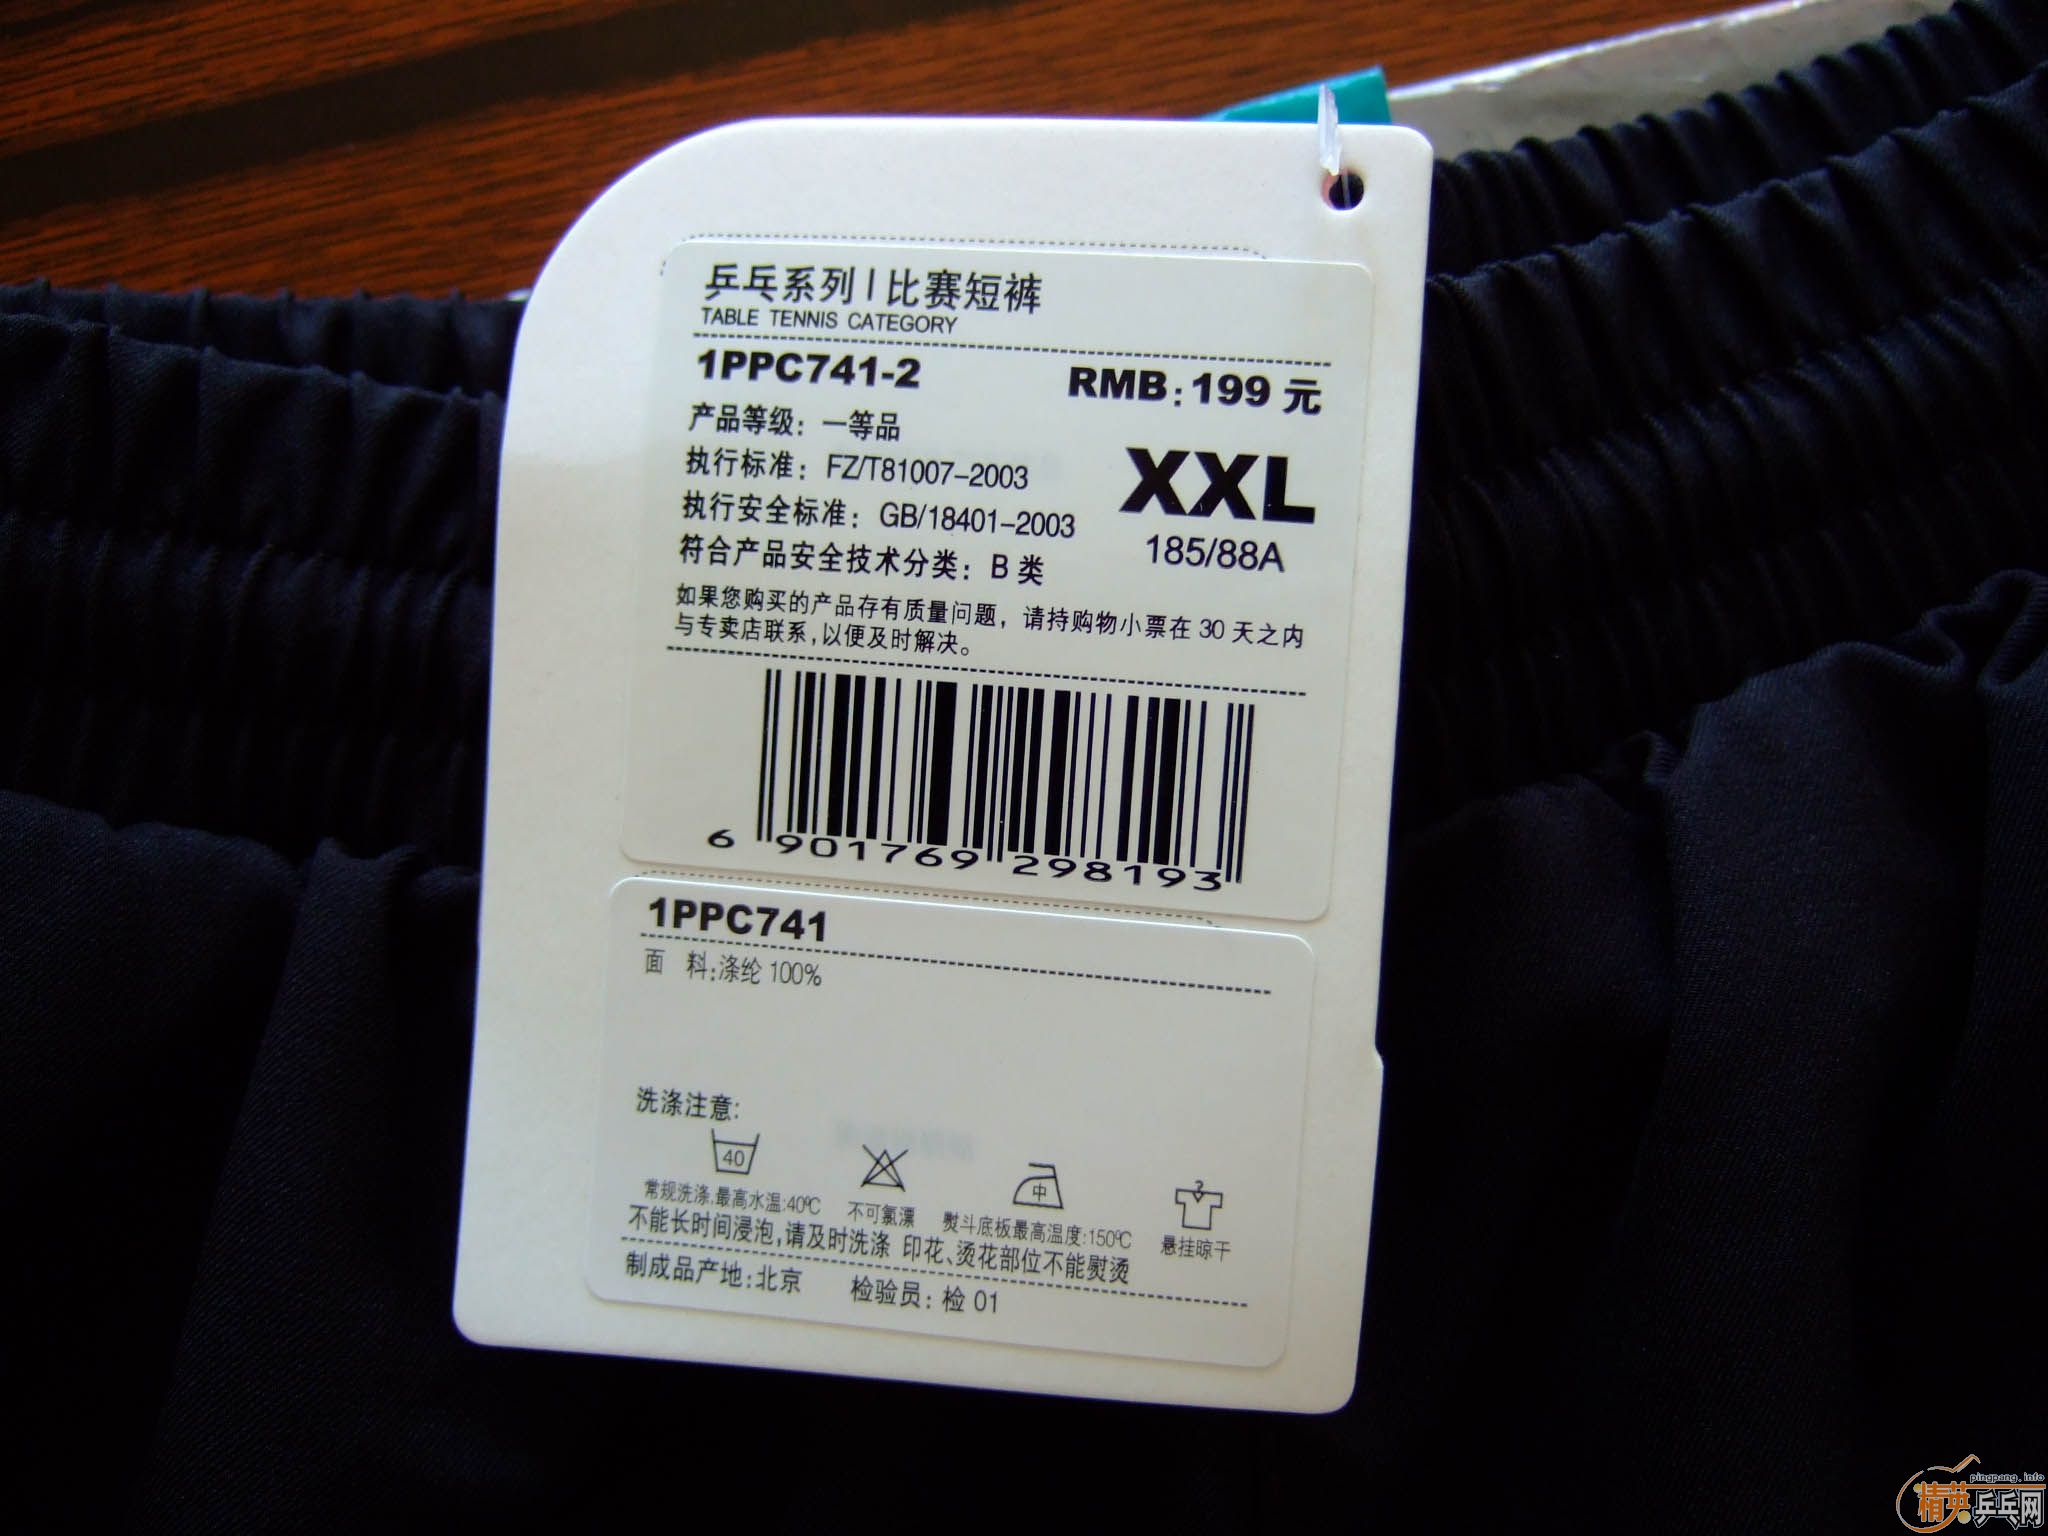 乒乓系列 | 比赛短裤
TABLE TENNIS CATEGORY
1PPC741-2 RMB: 199 元
产品等级: 一等品
执行标准: FZ/T81007-2003
XXL
执行安全标准: GB/18401-2003
185/88A
符合产品安全技术分类: B 类
如果您购买的产品存有质量问题，请持购物小票在 30 天之内
与专卖店联系,以便及时解决。
6 901769 298193
1PPC741
面 料:涤纶 100%
洗涤注意:
40
中
常规洗涤,最高水温:40℃ 不可氯漂 熨斗底板最高温度:150℃ 悬挂晾干
不能长时间浸泡,请及时洗涤 印花、烫花部位不能熨烫
制成品产地:北京 检验员: 检 01
pingpang.info
精英乒乓网